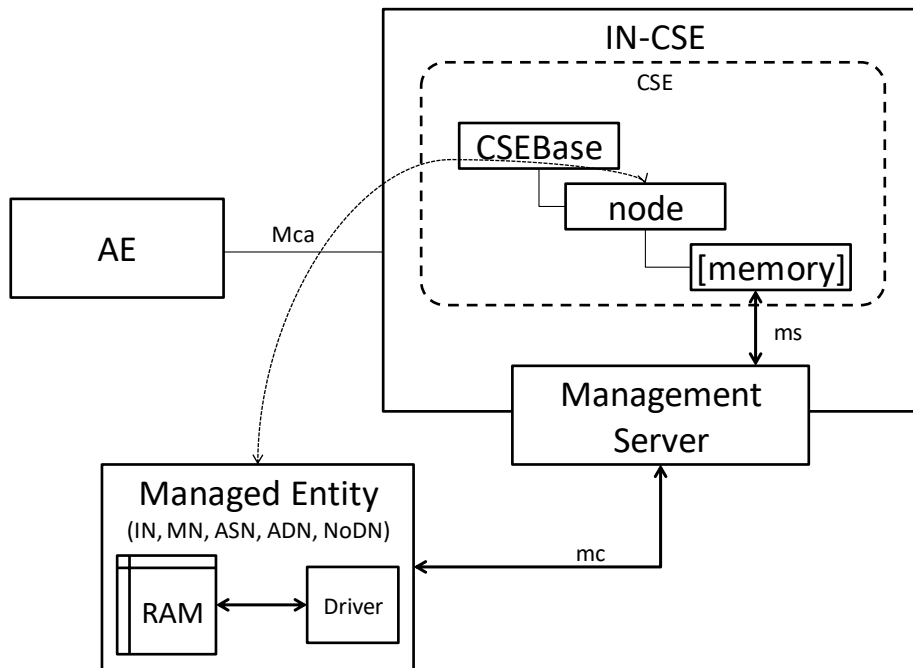 IN-CSE
CSE
CSEBase
node
[memory]
AE
Mca
ms
Management
Server
Managed Entity
(IN, MN, ASN, ADN, NoDN)
RAM
Driver
mc